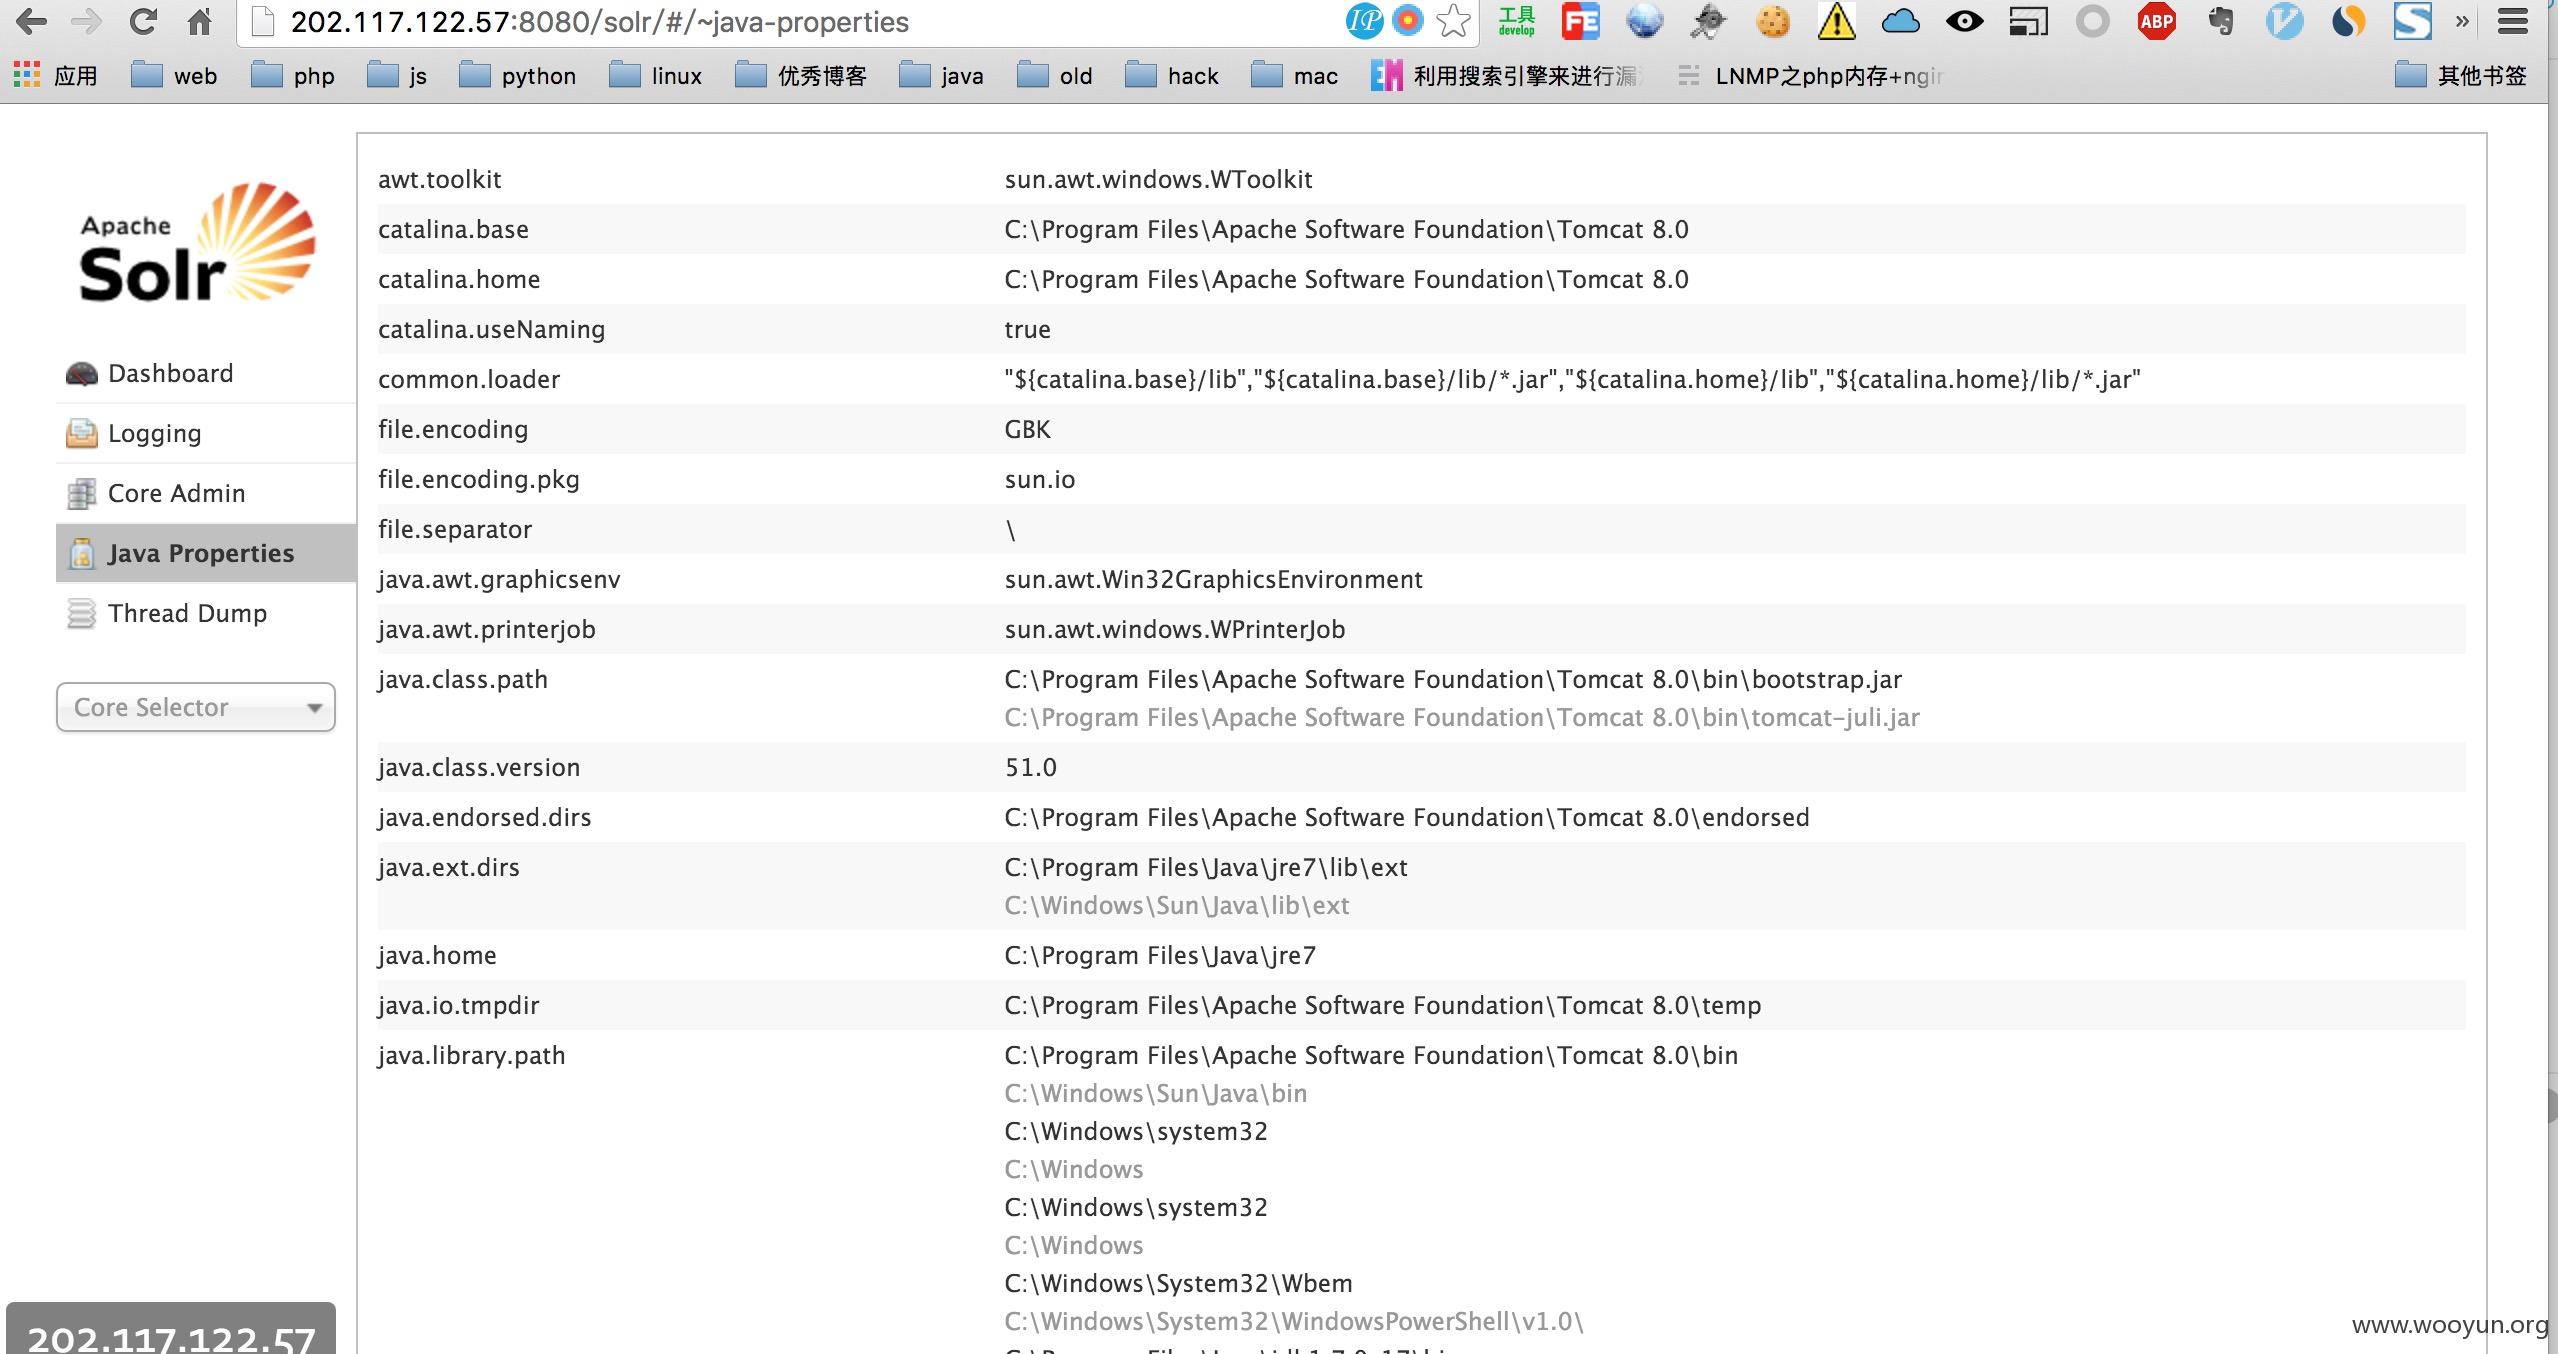 202.117.122.57:8080/solr/#/~java-properties
IP
工具
develop
FE
ABP
»
应用 web php js python linux 优秀博客 java old hack mac 利用搜索引擎来进行漏 LNMP之php内存+ngin 其他书签
Apache
Solr
Dashboard
Logging
Core Admin
Java Properties
Thread Dump
Core Selector
awt.toolkit sun.awt.windows.WToolkit
catalina.base C:\Program Files\Apache Software Foundation\Tomcat 8.0
catalina.home C:\Program Files\Apache Software Foundation\Tomcat 8.0
catalina.useNaming true
common.loader "${catalina.base}/lib","${catalina.base}/lib/*.jar","${catalina.home}/lib","${catalina.home}/lib/*.jar"
file.encoding GBK
file.encoding.pkg sun.io
file.separator \
java.awt.graphicsenv sun.awt.Win32GraphicsEnvironment
java.awt.printerjob sun.awt.windows.WPrinterJob
java.class.path C:\Program Files\Apache Software Foundation\Tomcat 8.0\bin\bootstrap.jar
C:\Program Files\Apache Software Foundation\Tomcat 8.0\bin\tomcat-juli.jar
java.class.version 51.0
java.endorsed.dirs C:\Program Files\Apache Software Foundation\Tomcat 8.0\endorsed
java.ext.dirs C:\Program Files\Java\jre7\lib\ext
C:\Windows\Sun\Java\lib\ext
java.home C:\Program Files\Java\jre7
java.io.tmpdir C:\Program Files\Apache Software Foundation\Tomcat 8.0\temp
java.library.path C:\Program Files\Apache Software Foundation\Tomcat 8.0\bin
C:\Windows\Sun\Java\bin
C:\Windows\system32
C:\Windows
C:\Windows\system32
C:\Windows
C:\Windows\System32\Wbem
C:\Windows\System32\WindowsPowerShell\v1.0\
202.117.122.57
www.wooyun.org